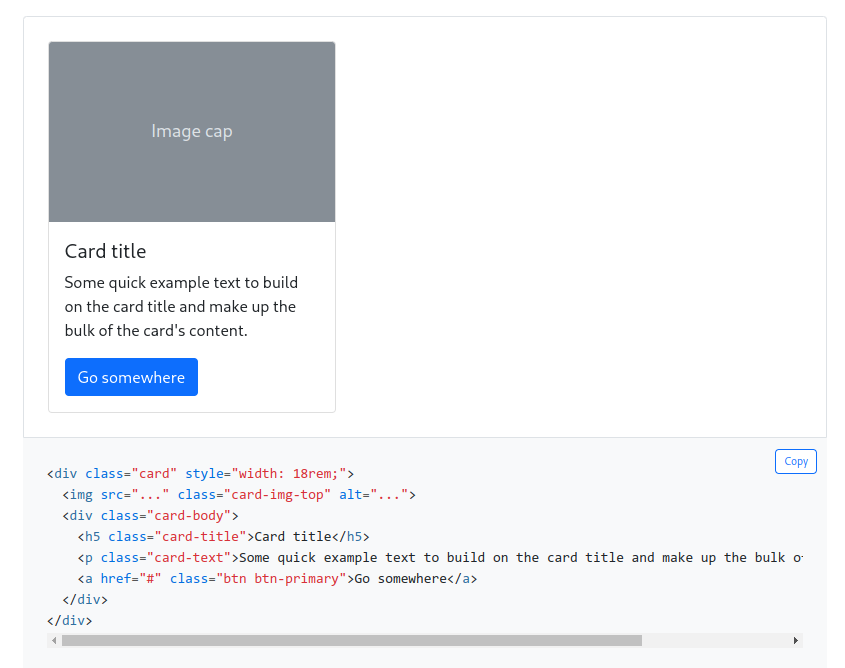 Image cap
Card title
Some quick example text to build
on the card title and make up the
bulk of the card's content.
Go somewhere
Copy
<div class="card" style="width: 18rem;">
  <img src="..." class="card-img-top" alt="...">
  <div class="card-body">
    <h5 class="card-title">Card title</h5>
    <p class="card-text">Some quick example text to build on the card title and make up the bulk
    <a href="#" class="btn btn-primary">Go somewhere</a>
  </div>
</div>